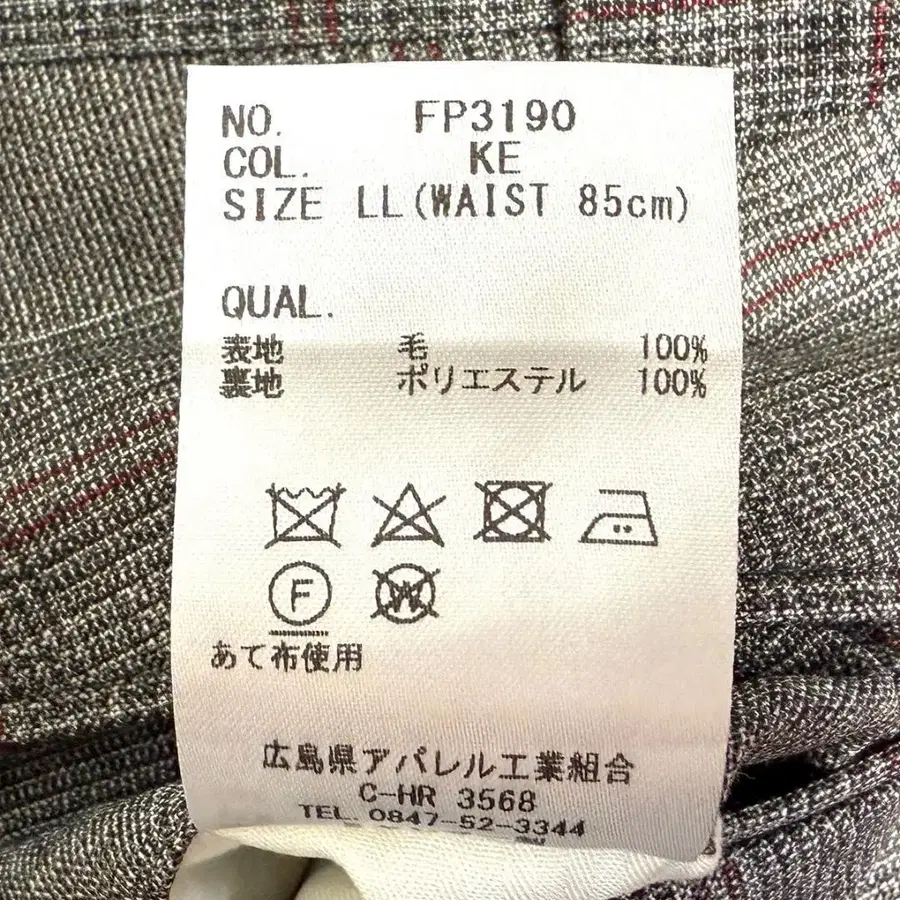 NO. FP3190
COL. KE
SIZE LL(WAIST 85cm)
QUAL.
表地 毛 100%
裏地 ポリエステル 100%
F W
あて布使用
広島県アパレル工業組合
C-HR 3568
TEL. 0847-52-3344